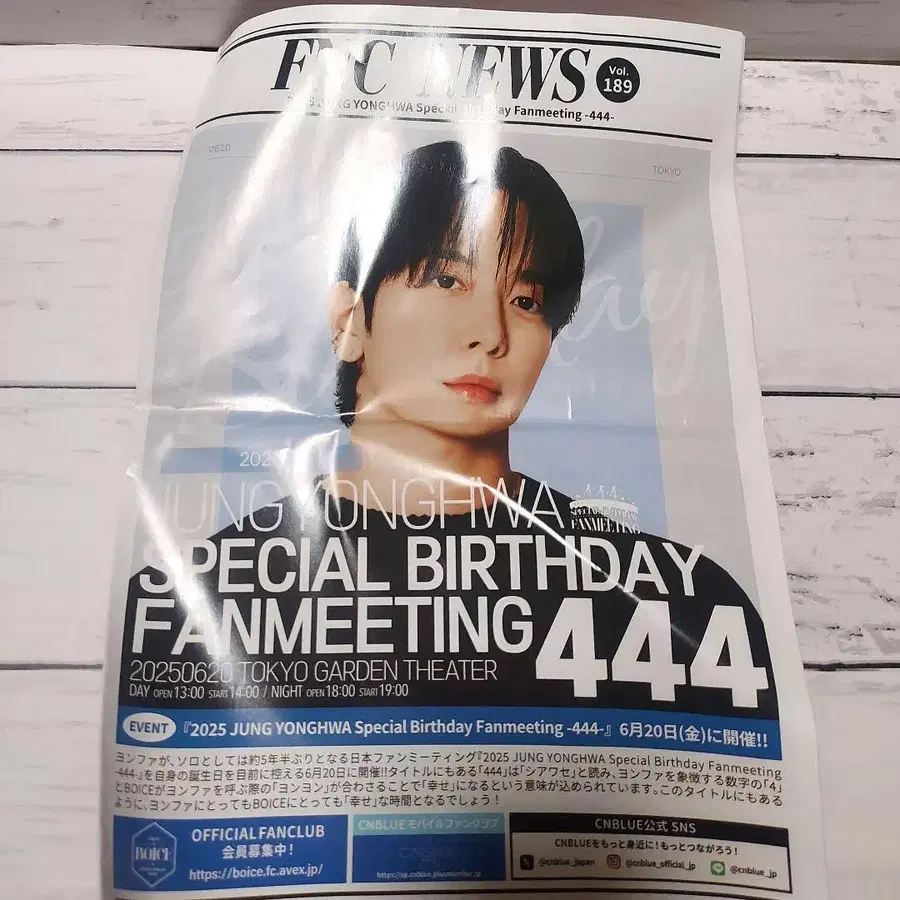 FNC NEWS
Vol. 189
2025 JUNG YONGHWA Special Birthday Fanmeeting -444-
0620
TOKYO
Birthday
JUNG YONGHWA
SPECIAL BIRTHDAY
FANMEETING
SPECIAL BIRTHDAY
FANMEETING 444
20250620 TOKYO GARDEN THEATER
DAY OPEN 13:00 START 14:00 / NIGHT OPEN 18:00 START 19:00
EVENT 『2025 JUNG YONGHWA Special Birthday Fanmeeting -444-』 6月20日(金)に開催!!
ヨンファが、ソロとしては約5年半ぶりとなる日本ファンミーティング『2025 JUNG YONGHWA Special Birthday Fanmeeting
-444-』を自身の誕生日を目前に控える6月20日に開催!!タイトルにもある「444」は「シアワセ」と読み、ヨンファを象徴する数字の「4」
とBOICEがヨンファを呼ぶ際の「ヨンヨン」が合わさることで「幸せ」になるという意味が込められています。このタイトルにもある
ように、ヨンファにとってもBOICEにとっても「幸せ」な時間となるでしょう！
BOICE
OFFICIAL FANCLUB
会員募集中！
https://boice.fc.avex.jp/
CNBLUE モバイルファンクラブ
CNBLUE
https://sp.cnblue.plusmember.jp
CNBLUE公式 SNS
CNBLUEをもっと身近に！もっとつながろう！
@cnblue_japan @cnblue_official_jp @cnblue_jp